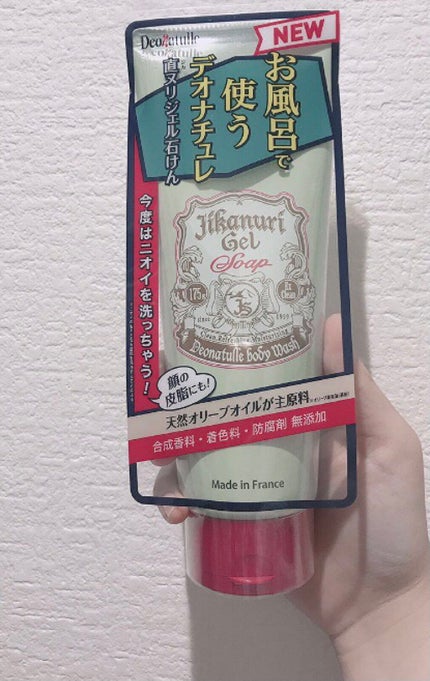 Deonatulle
NEW
お風呂で
使う
デオナチュレ
直ヌリジェル石けん
今度はニオイを洗っちゃう!
Jikanuri
Gel
Soap
175
Deonatulle body Wash
顔の
皮脂にも!
天然オリーブオイルが主原料
合成香料・着色料・防腐剤 無添加
Made in France